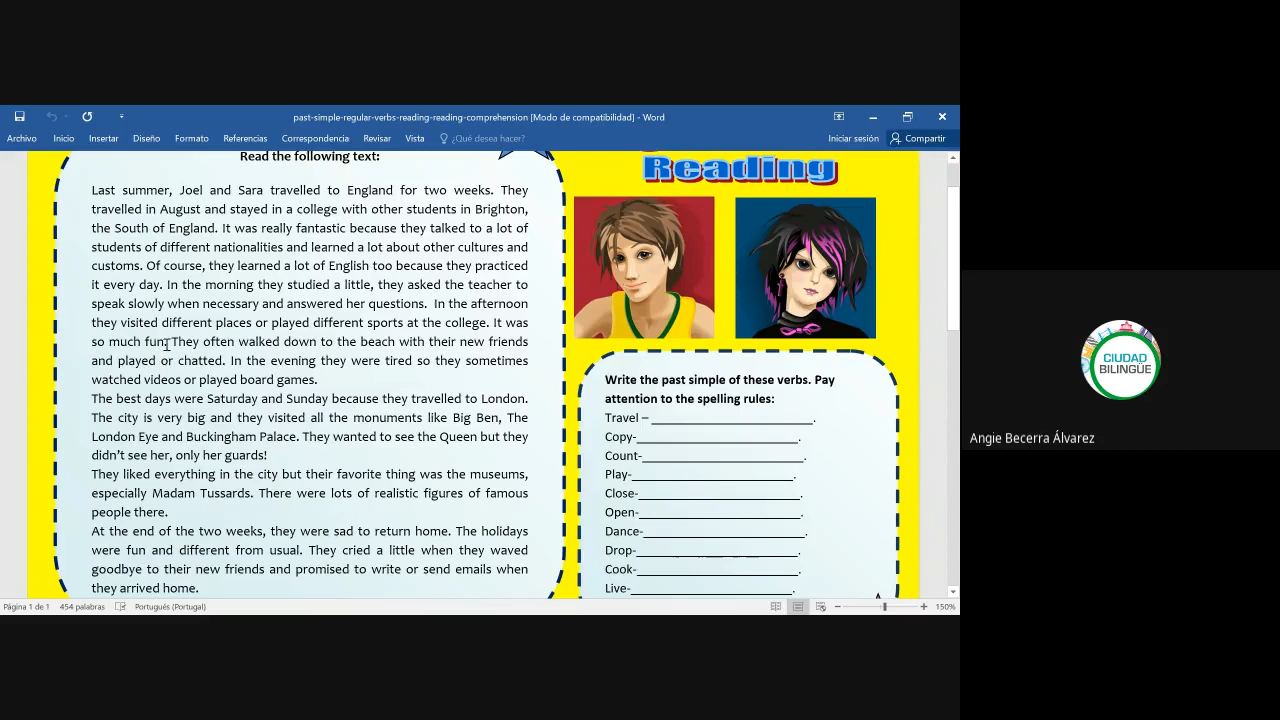 past-simple-regular-verbs-reading-reading-comprehension [Modo de compatibilidad] - Word
Archivo Inicio Insertar Diseño Formato Referencias Correspondencia Revisar Vista ¿Qué desea hacer? Iniciar sesión Compartir
Read the following text:
Last summer, Joel and Sara travelled to England for two weeks. They
travelled in August and stayed in a college with other students in Brighton,
the South of England. It was really fantastic because they talked to a lot of
students of different nationalities and learned a lot about other cultures and
customs. Of course, they learned a lot of English too because they practiced
it every day. In the morning they studied a little, they asked the teacher to
speak slowly when necessary and answered her questions. In the afternoon
they visited different places or played different sports at the college. It was
so much fun. They often walked down to the beach with their new friends
and played or chatted. In the evening they were tired so they sometimes
watched videos or played board games.
The best days were Saturday and Sunday because they travelled to London.
The city is very big and they visited all the monuments like Big Ben, The
London Eye and Buckingham Palace. They wanted to see the Queen but they
didn't see her, only her guards!
They liked everything in the city but their favorite thing was the museums,
especially Madam Tussards. There were lots of realistic figures of famous
people there.
At the end of the two weeks, they were sad to return home. The holidays
were fun and different from usual. They cried a little when they waved
goodbye to their new friends and promised to write or send emails when
they arrived home.
Reading
Write the past simple of these verbs. Pay
attention to the spelling rules:
Travel – ______________________.
Copy-______________________.
Count-______________________.
Play-______________________.
Close-______________________.
Open-______________________.
Dance-______________________.
Drop-______________________.
Cook-______________________.
Live-______________________.
Página 1 de 1 454 palabras Português (Portugal) 150%
CIUDAD
BILINGÜE
Angie Becerra Álvarez